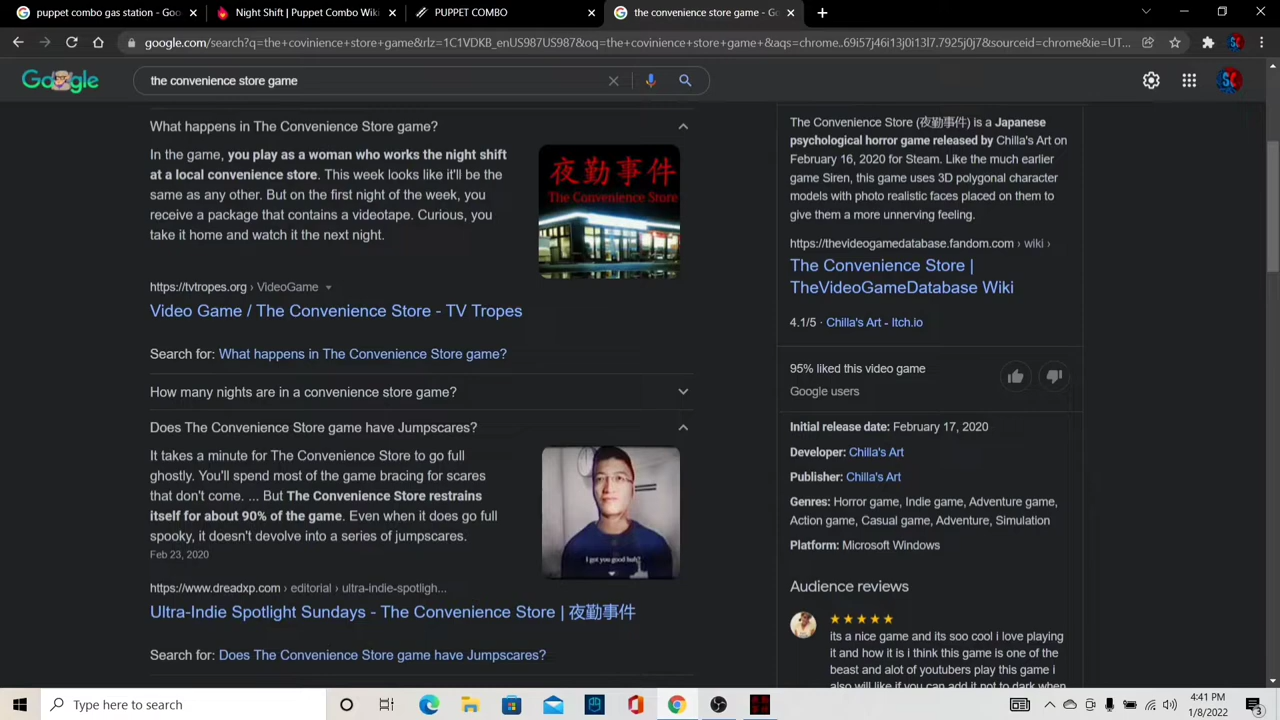 puppet combo gas station - Goo
Night Shift | Puppet Combo Wiki
PUPPET COMBO
the convenience store game - Go
google.com/search?q=the+covinience+store+game&rlz=1C1VDKB_enUS987US987&oq=the+covinience+store+game+&aqs=chrome..69i57j46i13j0i13l7.7925j0j7&sourceid=chrome&ie=UT...
the convenience store game
What happens in The Convenience Store game?
In the game, you play as a woman who works the night shift
at a local convenience store. This week looks like it'll be the
same as any other. But on the first night of the week, you
receive a package that contains a videotape. Curious, you
take it home and watch it the next night.
夜勤事件
The Convenience Store
https://tvtropes.org › VideoGame
Video Game / The Convenience Store - TV Tropes
Search for: What happens in The Convenience Store game?
How many nights are in a convenience store game?
Does The Convenience Store game have Jumpscares?
It takes a minute for The Convenience Store to go full
ghostly. You'll spend most of the game bracing for scares
that don't come. ... But The Convenience Store restrains
itself for about 90% of the game. Even when it does go full
spooky, it doesn't devolve into a series of jumpscares.
Feb 23, 2020
https://www.dreadxp.com › editorial › ultra-indie-spotligh...
Ultra-Indie Spotlight Sundays - The Convenience Store | 夜勤事件
Search for: Does The Convenience Store game have Jumpscares?
The Convenience Store (夜勤事件) is a Japanese
psychological horror game released by Chilla's Art on
February 16, 2020 for Steam. Like the much earlier
game Siren, this game uses 3D polygonal character
models with photo realistic faces placed on them to
give them a more unnerving feeling.
https://thevideogamedatabase.fandom.com › wiki ›
The Convenience Store |
TheVideoGameDatabase Wiki
4.1/5 · Chilla's Art - Itch.io
95% liked this video game
Google users
Initial release date: February 17, 2020
Developer: Chilla's Art
Publisher: Chilla's Art
Genres: Horror game, Indie game, Adventure game,
Action game, Casual game, Adventure, Simulation
Platform: Microsoft Windows
Audience reviews
its a nice game and its soo cool i love playing
it and how it is i think this game is one of the
beast and alot of youtubers play this game i
also will like if you can add it not to dark when
Type here to search
4:41 PM
1/8/2022
3